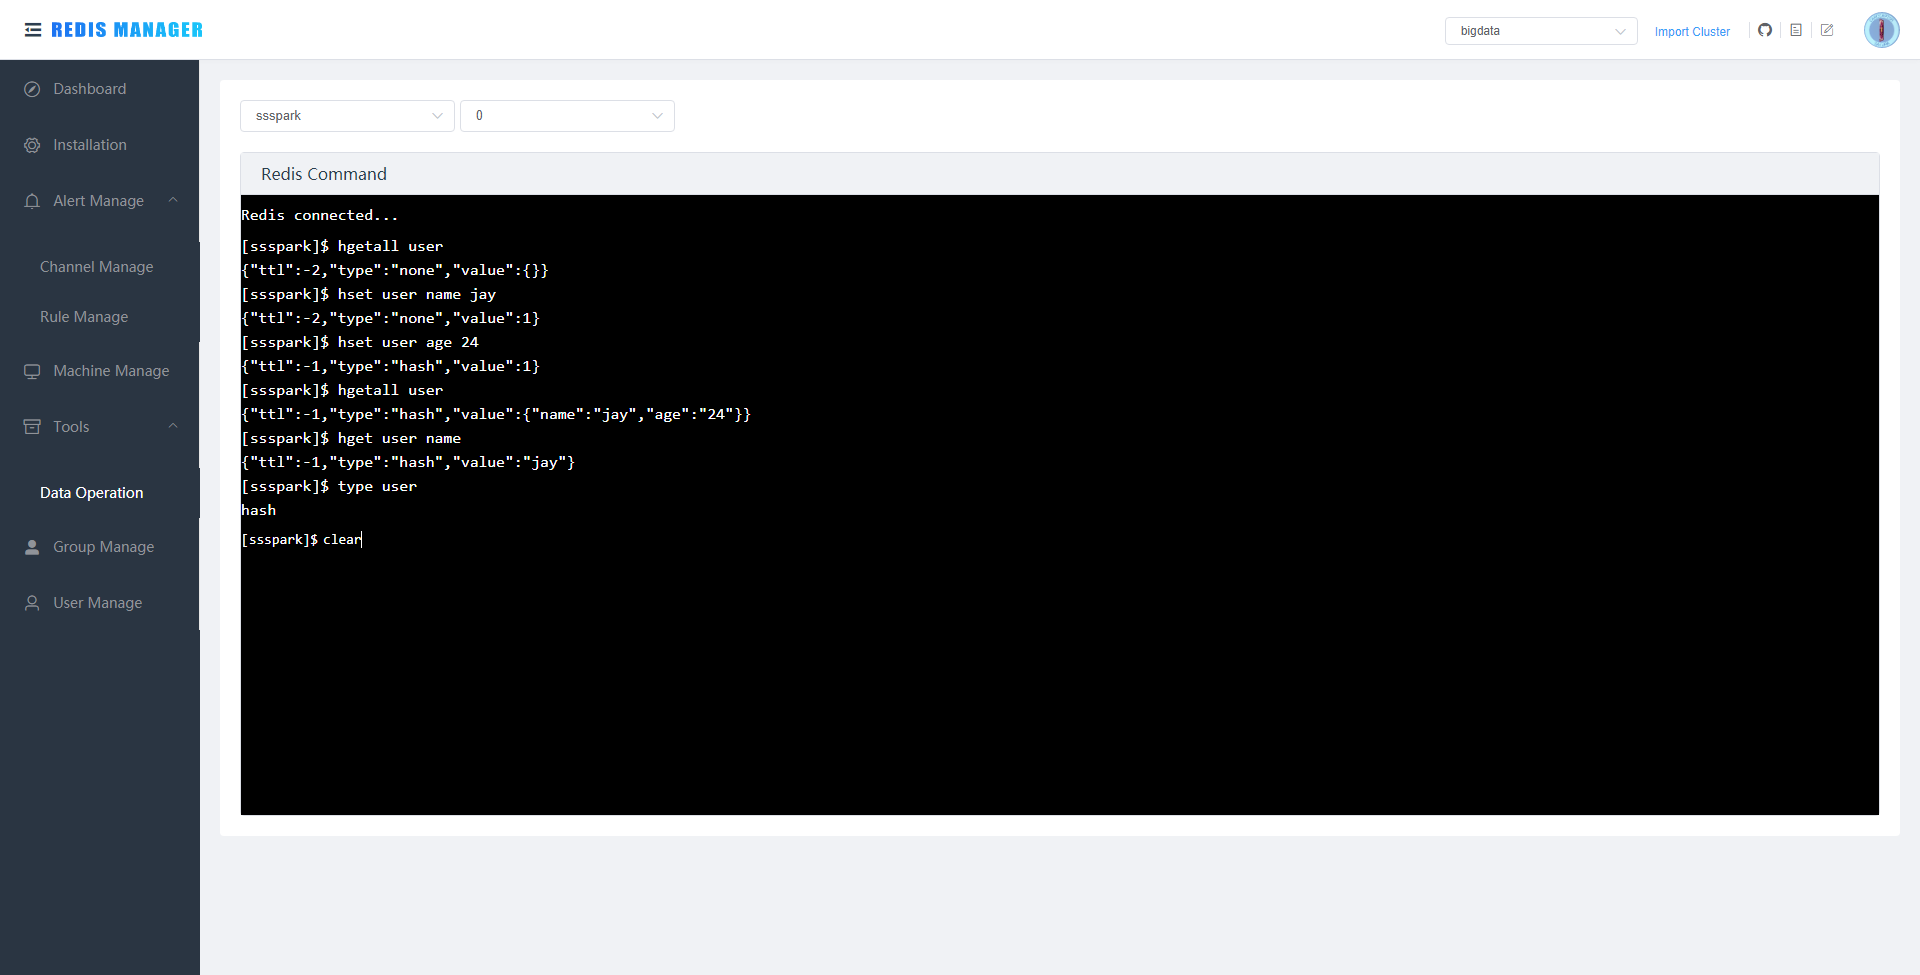 REDIS MANAGER
bigdata
Import Cluster
Dashboard
Installation
Alert Manage
Channel Manage
Rule Manage
Machine Manage
Tools
Data Operation
Group Manage
User Manage
ssspark
0
Redis Command
Redis connected...
[ssspark]$ hgetall user
{"ttl":-2,"type":"none","value":{}}
[ssspark]$ hset user name jay
{"ttl":-2,"type":"none","value":1}
[ssspark]$ hset user age 24
{"ttl":-1,"type":"hash","value":1}
[ssspark]$ hgetall user
{"ttl":-1,"type":"hash","value":{"name":"jay","age":"24"}}
[ssspark]$ hget user name
{"ttl":-1,"type":"hash","value":"jay"}
[ssspark]$ type user
hash
[ssspark]$ clear